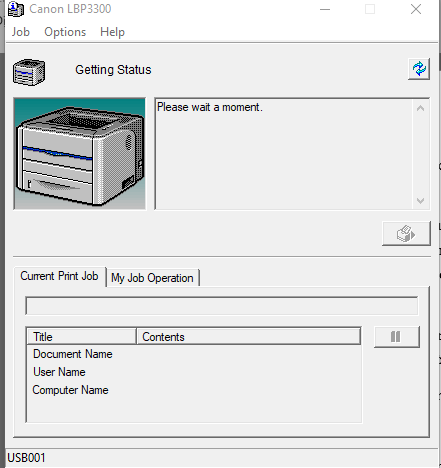 Canon LBP3300
Job Options Help
Getting Status
Please wait a moment.
Current Print Job My Job Operation
Title Contents
Document Name
User Name
Computer Name
USB001